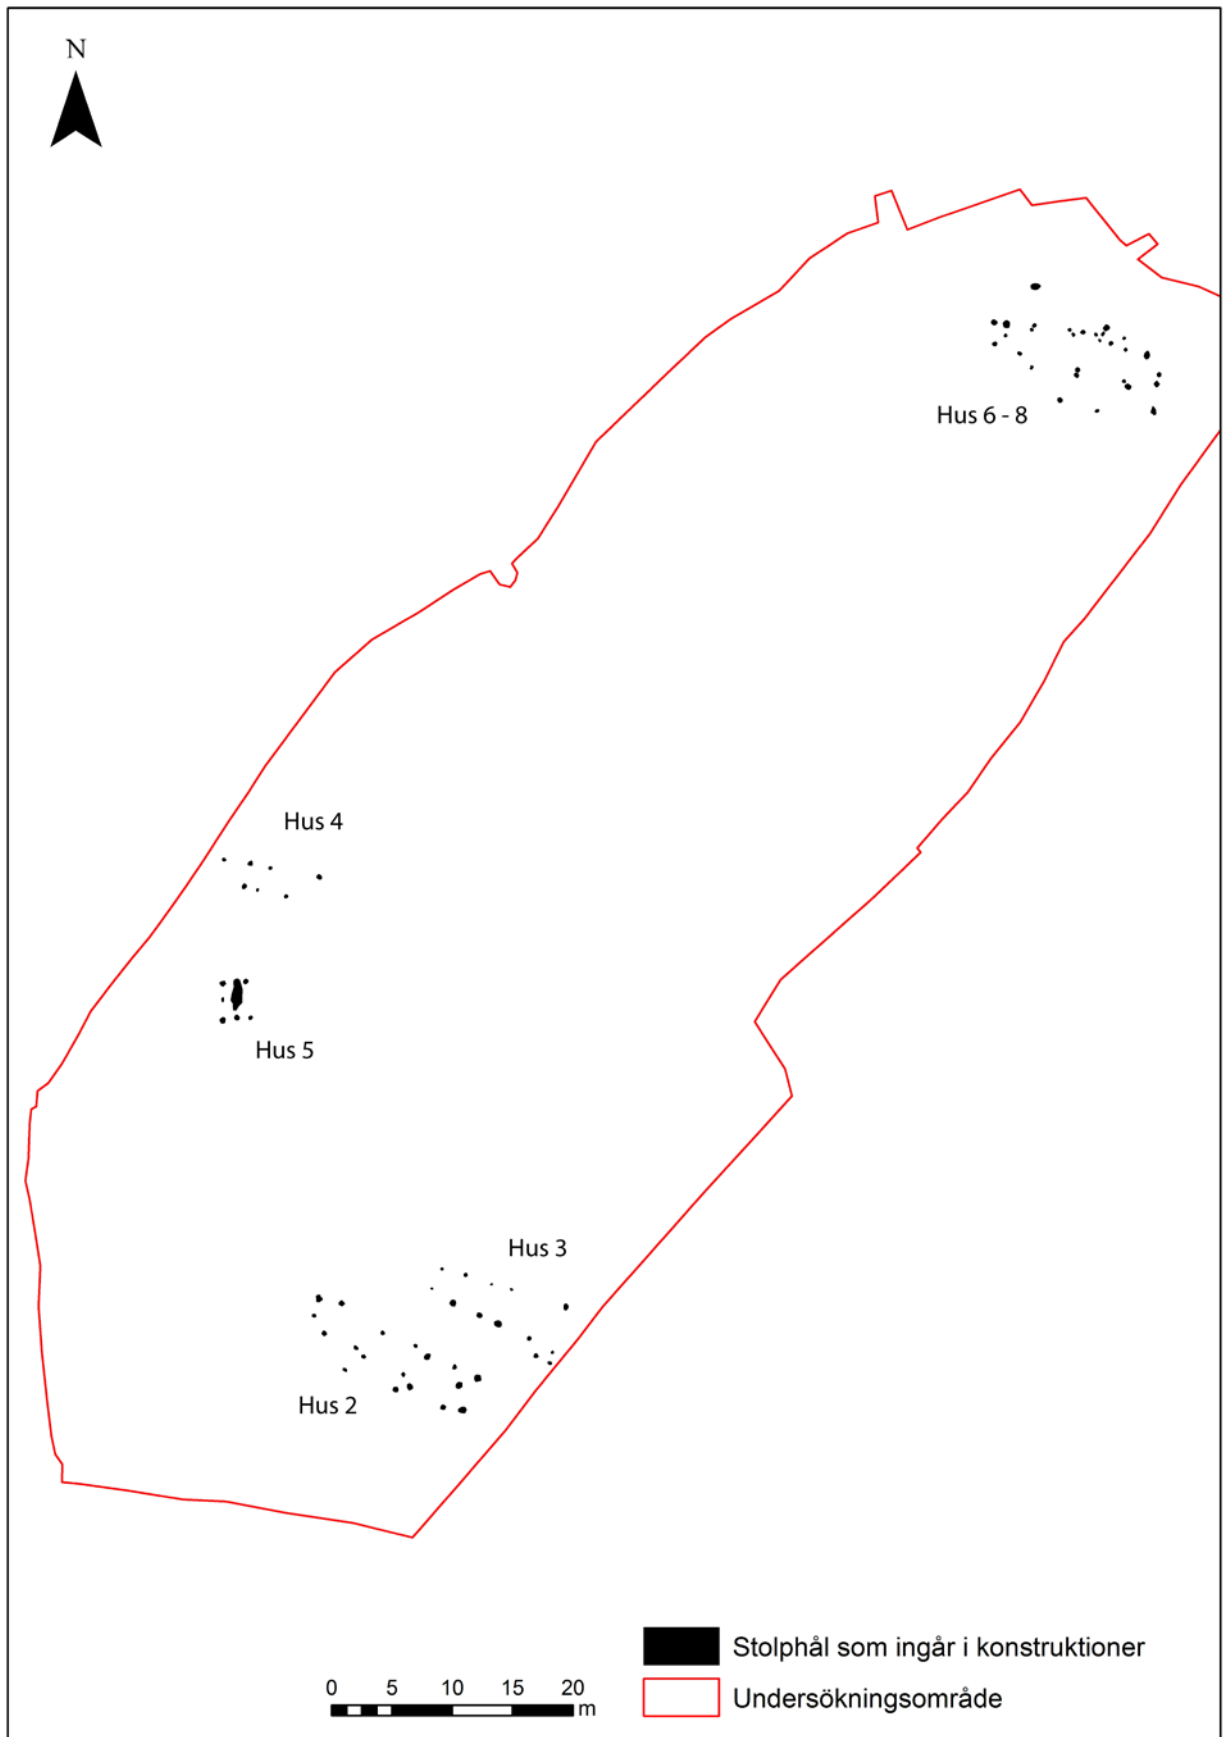 N
Hus 6 - 8
Hus 4
Hus 5
Hus 3
Hus 2
Stolphål som ingår i konstruktioner
0 5 10 15 20
m
Undersökningsområde